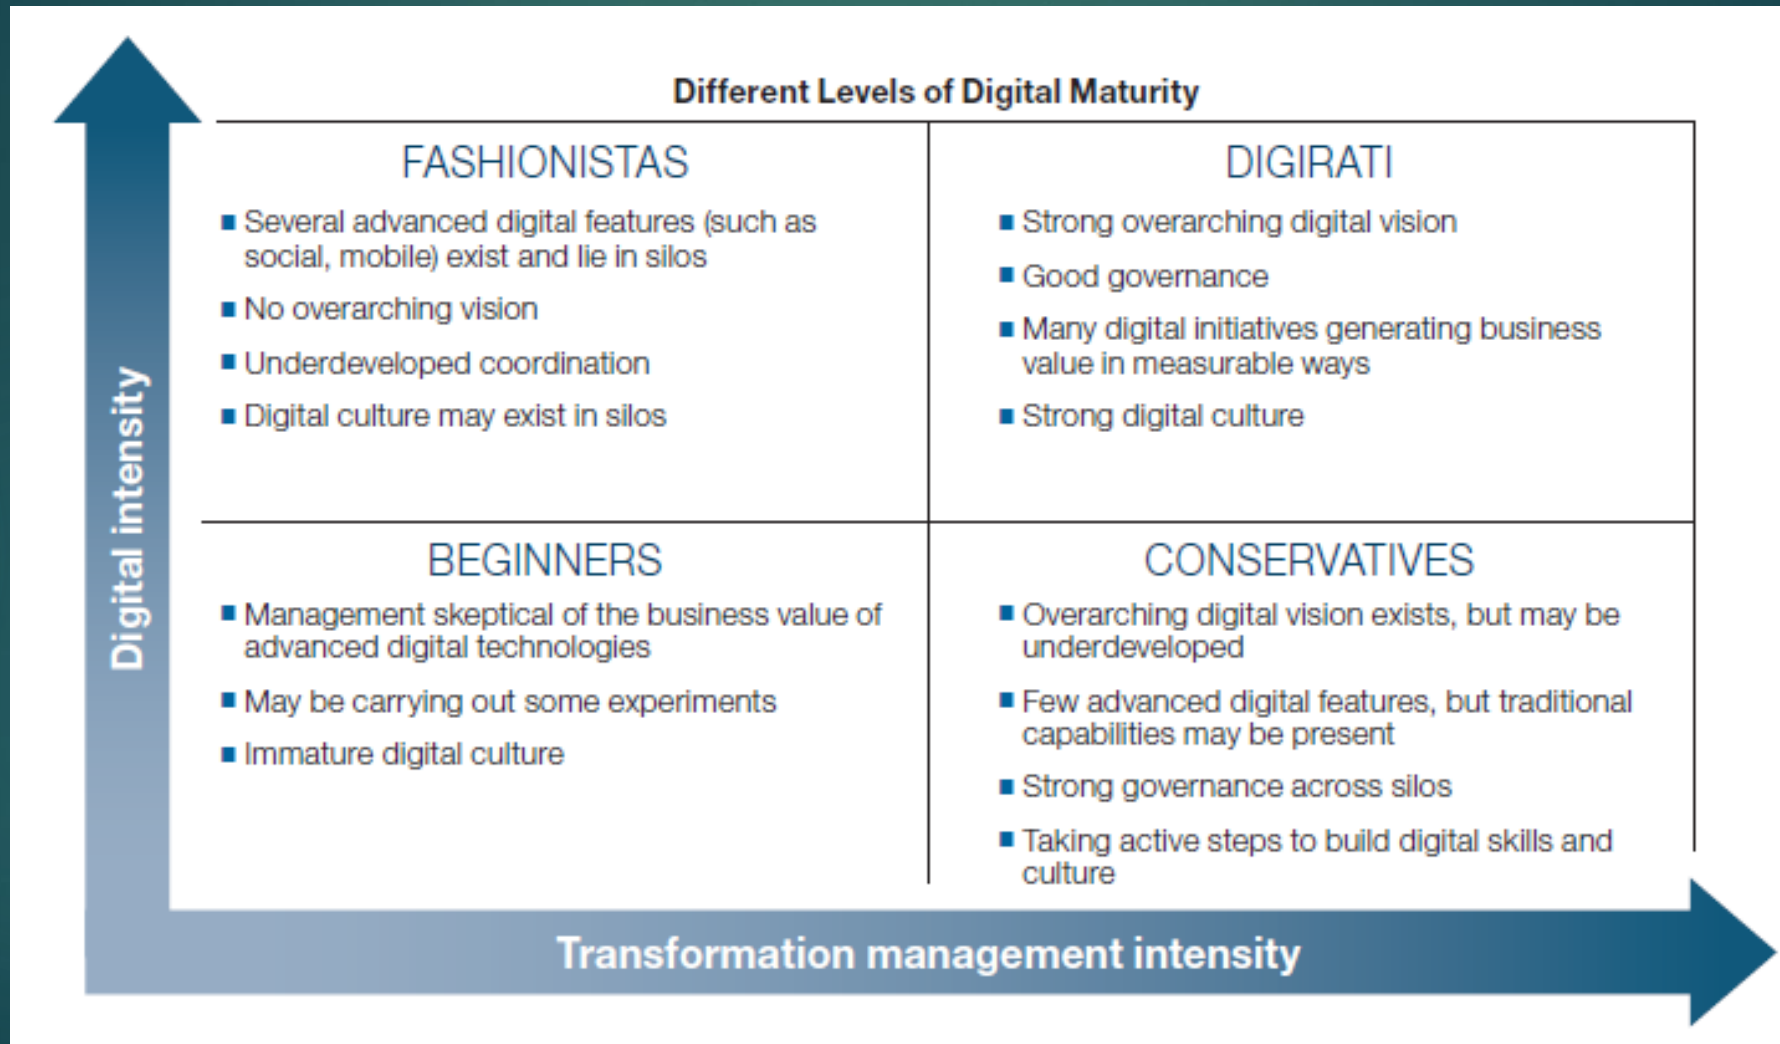 Different Levels of Digital Maturity
FASHIONISTAS
■ Several advanced digital features (such as
social, mobile) exist and lie in silos
■ No overarching vision
■ Underdeveloped coordination
■ Digital culture may exist in silos
DIGIRATI
■ Strong overarching digital vision
■ Good governance
■ Many digital initiatives generating business
value in measurable ways
■ Strong digital culture
BEGINNERS
■ Management skeptical of the business value of
advanced digital technologies
■ May be carrying out some experiments
■ Immature digital culture
CONSERVATIVES
■ Overarching digital vision exists, but may be
underdeveloped
■ Few advanced digital features, but traditional
capabilities may be present
■ Strong governance across silos
■ Taking active steps to build digital skills and
culture
Digital intensity
Transformation management intensity